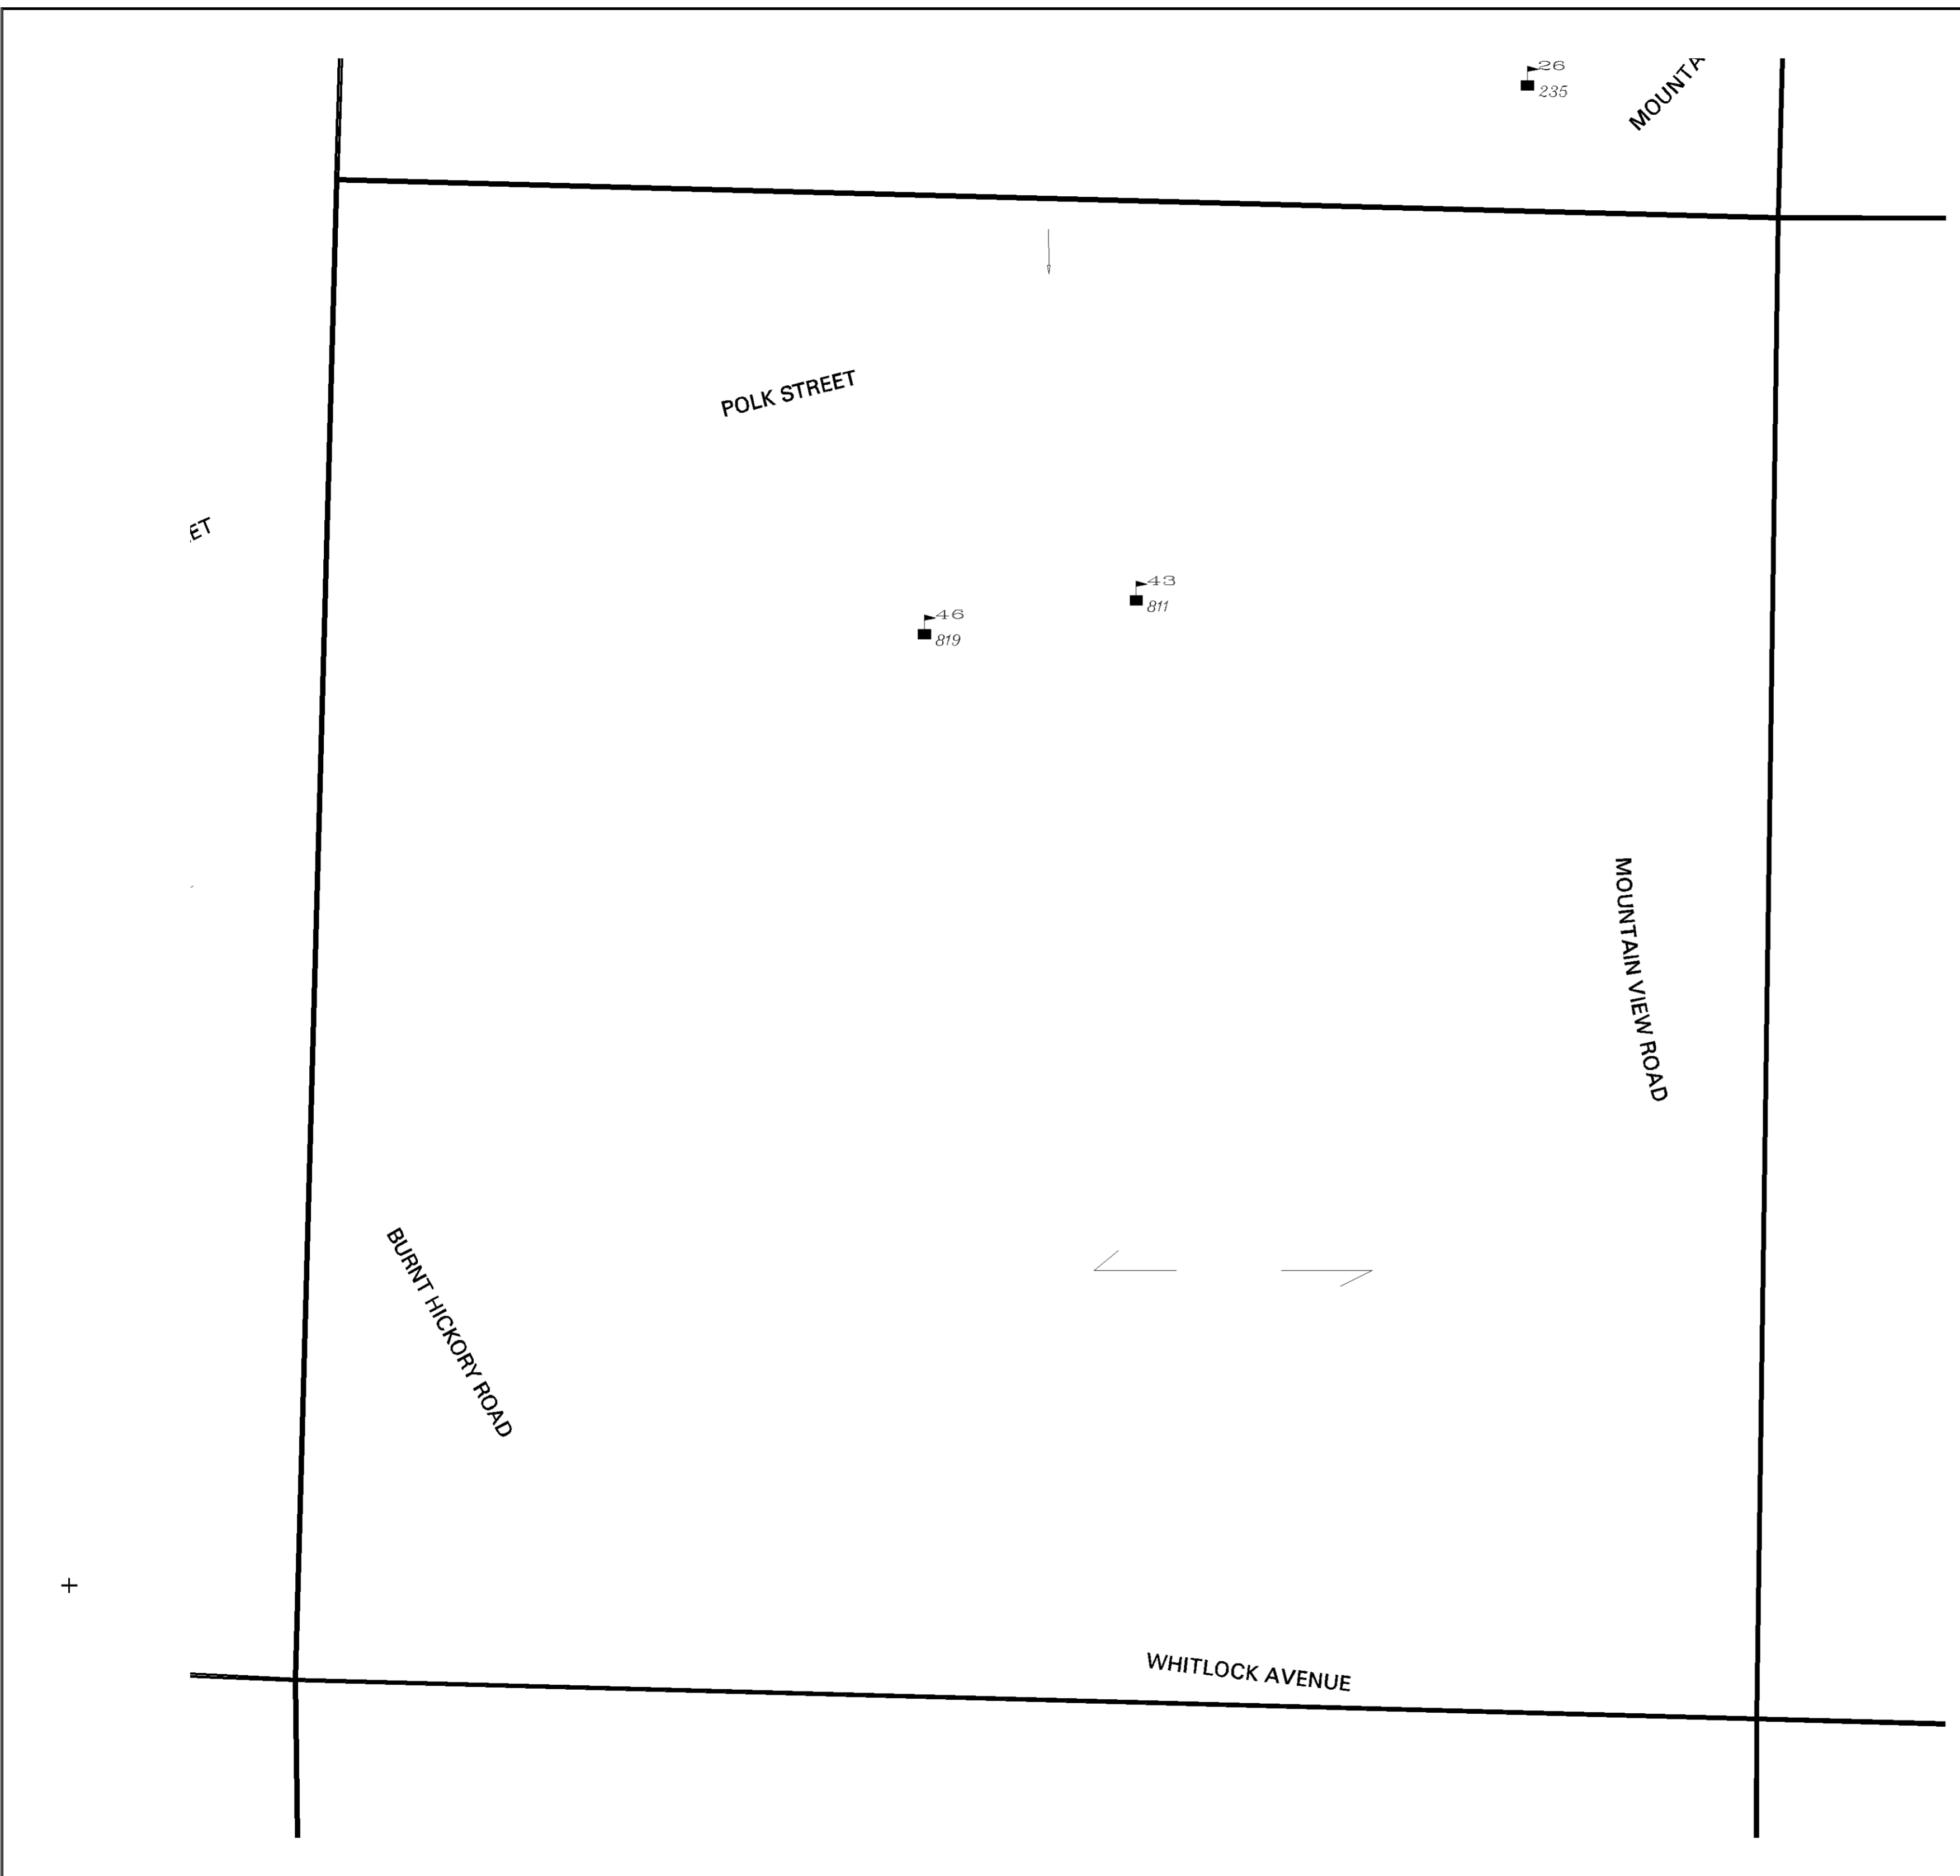 26
235
MOUNTA
POLK STREET
ET
43
811
46
819
MOUNTAIN VIEW ROAD
BURNT HICKORY ROAD
WHITLOCK AVENUE